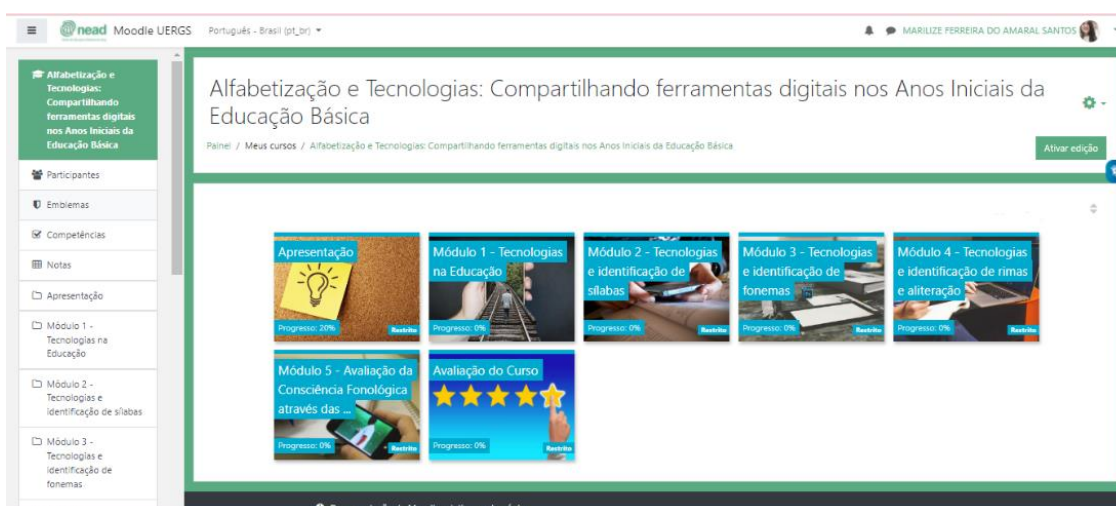 nead Moodle UERGS Português - Brasil (pt_br)
MARILIZE FERREIRA DO AMARAL SANTOS
Alfabetização e
Tecnologias:
Compartilhando
ferramentas digitais
nos Anos Iniciais da
Educação Básica
Participantes
Emblemas
Competências
Notas
Apresentação
Módulo 1 -
Tecnologias na
Educação
Módulo 2 -
Tecnologias e
identificação de sílabas
Módulo 3 -
Tecnologias e
identificação de
fonemas
Alfabetização e Tecnologias: Compartilhando ferramentas digitais nos Anos Iniciais da
Educação Básica
Painel / Meus cursos / Alfabetização e Tecnologias: Compartilhando ferramentas digitais nos Anos Iniciais da Educação Básica
Ativar edição
Apresentação
Progresso: 20% Restrito
Módulo 1 - Tecnologias
na Educação
Progresso: 0% Restrito
Módulo 2 - Tecnologias
e identificação de
sílabas
Progresso: 0% Restrito
Módulo 3 - Tecnologias
e identificação de
fonemas
Progresso: 0% Restrito
Módulo 4 - Tecnologias
e identificação de rimas
e aliteração
Progresso: 0% Restrito
Módulo 5 - Avaliação da
Consciência Fonológica
através das ...
Progresso: 0% Restrito
Avaliação do Curso
Progresso: 0% Restrito